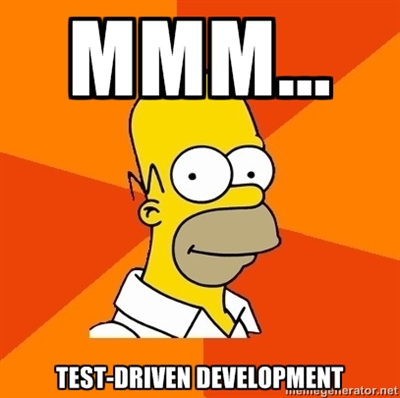 MMM...
TEST-DRIVEN DEVELOPMENT
memegenerator.net